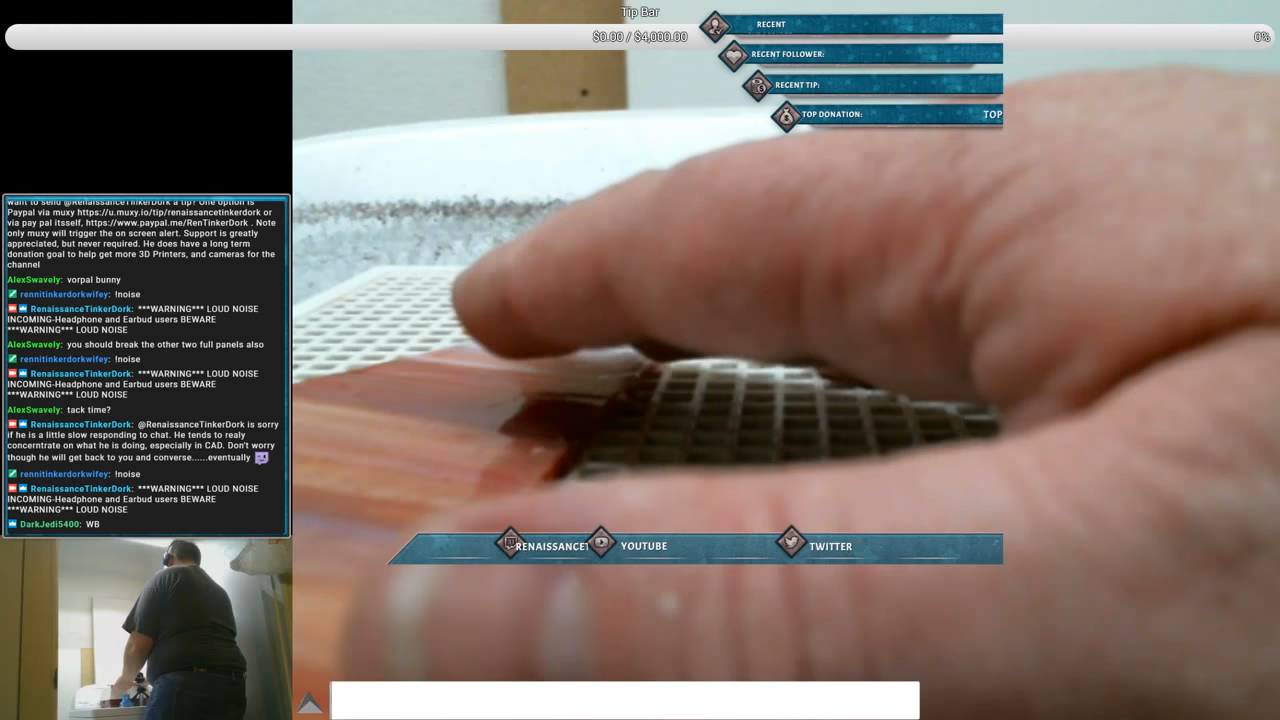 Tip Bar
$0.00 / $4,000.00
0%
RECENT
RECENT FOLLOWER:
RECENT TIP:
TOP DONATION:
TOP
want to send @RenaissanceTinkerDork a tip? One option is
Paypal via muxy https://u.muxy.io/tip/renaissancetinkerdork or
via pay pal itsself, https://www.paypal.me/RenTinkerDork . Note
only muxy will trigger the on screen alert. Support is greatly
appreciated, but never required. He does have a long term
donation goal to help get more 3D Printers, and cameras for the
channel
AlexSwavely: vorpal bunny
rennitinkerdorkwifey: !noise
RenaissanceTinkerDork: ***WARNING*** LOUD NOISE
INCOMING-Headphone and Earbud users BEWARE
***WARNING*** LOUD NOISE
AlexSwavely: you should break the other two full panels also
rennitinkerdorkwifey: !noise
RenaissanceTinkerDork: ***WARNING*** LOUD NOISE
INCOMING-Headphone and Earbud users BEWARE
***WARNING*** LOUD NOISE
AlexSwavely: tack time?
RenaissanceTinkerDork: @RenaissanceTinkerDork is sorry
if he is a little slow responding to chat. He tends to realy
concerntrate on what he is doing, especially in CAD. Don't worry
though he will get back to you and converse......eventually
rennitinkerdorkwifey: !noise
RenaissanceTinkerDork: ***WARNING*** LOUD NOISE
INCOMING-Headphone and Earbud users BEWARE
***WARNING*** LOUD NOISE
DarkJedi5400: WB
RENAISSANCET
YOUTUBE
TWITTER